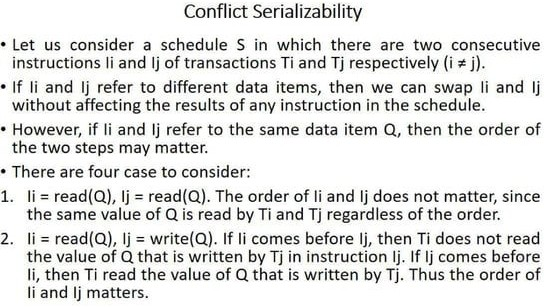 Conflict Serializability
• Let us consider a schedule S in which there are two consecutive
instructions Ii and Ij of transactions Ti and Tj respectively (i ≠ j).
• If Ii and Ij refer to different data items, then we can swap Ii and Ij
without affecting the results of any instruction in the schedule.
• However, if Ii and Ij refer to the same data item Q, then the order of
the two steps may matter.
• There are four case to consider:
1. Ii = read(Q), Ij = read(Q). The order of Ii and Ij does not matter, since
the same value of Q is read by Ti and Tj regardless of the order.
2. Ii = read(Q), Ij = write(Q). If Ii comes before Ij, then Ti does not read
the value of Q that is written by Tj in instruction Ij. If Ij comes before
Ii, then Ti read the value of Q that is written by Tj. Thus the order of
Ii and Ij matters.